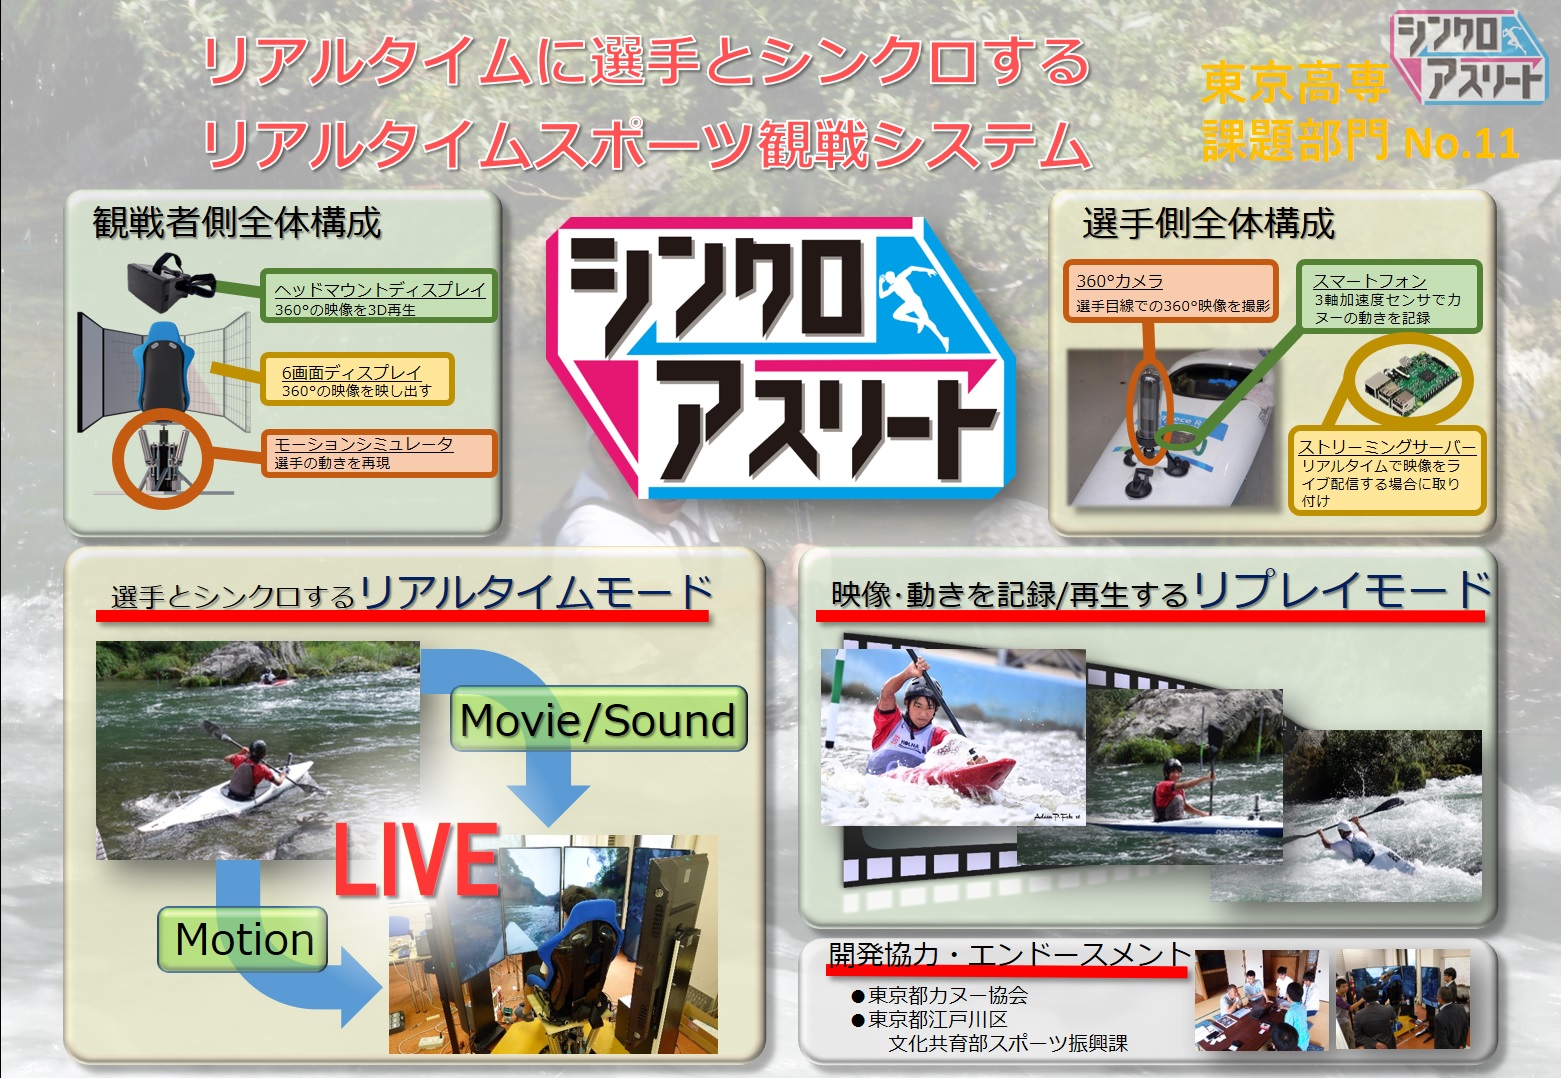 リアルタイムに選手とシンクロする
リアルタイムスポーツ観戦システム
東京高専
課題部門 No.11
シンクロ
アスリート
観戦者側全体構成
ヘッドマウントディスプレイ
360°の映像を3D再生
6画面ディスプレイ
360°の映像を映し出す
モーションシミュレータ
選手の動きを再現
シンクロ
アスリート
選手側全体構成
360°カメラ
選手目線での360°映像を撮影
スマートフォン
3軸加速度センサでカ
ヌーの動きを記録
ストリーミングサーバー
リアルタイムで映像をラ
イブ配信する場合に取り
付け
選手とシンクロするリアルタイムモード
Movie/Sound
LIVE
Motion
映像・動きを記録/再生するリプレイモード
開発協力・エンドースメント
●東京都カヌー協会
●東京都江戸川区
文化共育部スポーツ振興課